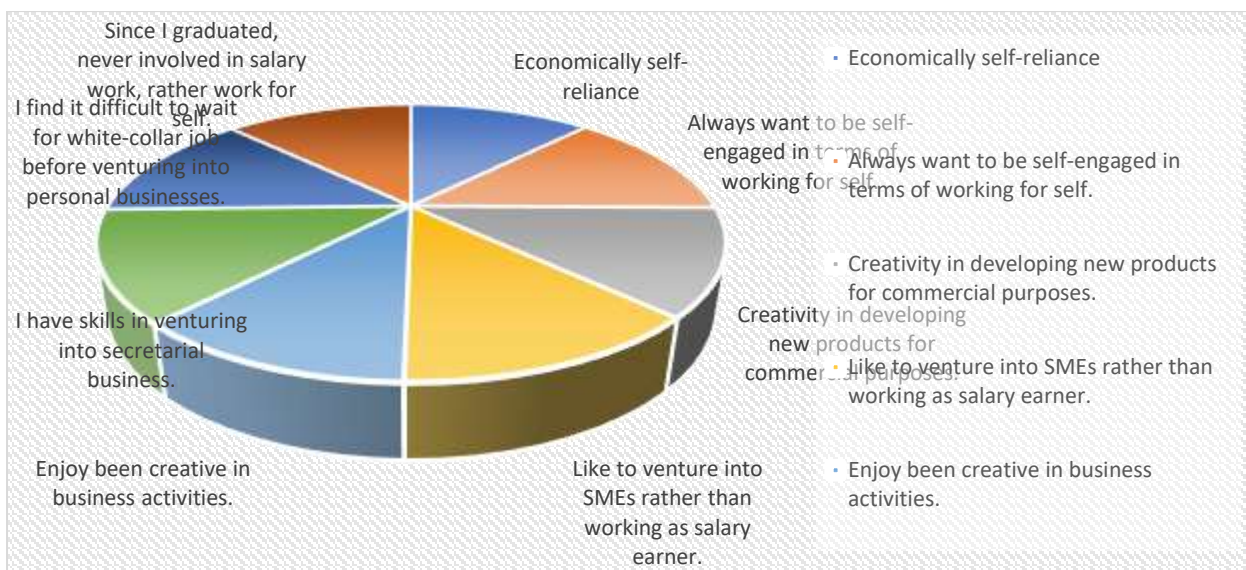 Since I graduated,
never involved in salary
work, rather work for
self.
I find it difficult to wait
for white-collar job
before venturing into
personal businesses.
I have skills in venturing
into secretarial
business.
Enjoy been creative in
business activities.
Economically self-
reliance
Always want to be self-
engaged in terms of
working for self.
Creativity in developing
new products for
commercial purposes.
Like to venture into
SMEs rather than
working as salary
earner.
Economically self-reliance
Always want to be self-engaged in
terms of working for self.
Creativity in developing new products
for commercial purposes.
Like to venture into SMEs rather than
working as salary earner.
Enjoy been creative in business
activities.